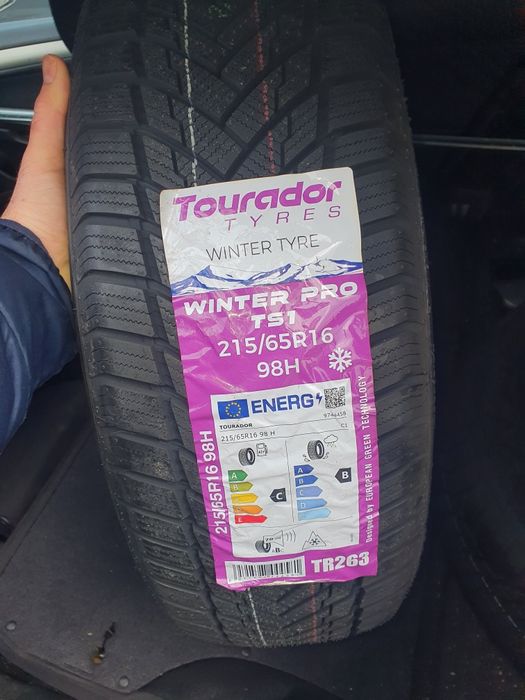 Tourador
TYRES
WINTER TYRE
WINTER PRO
TS1
215/65R16
98H
ENERG
TOURADOR
215/65R16 98 H
C1
A
B
C
D
E
C
A
B
C
D
E
B
B
215/65R16 98H
Designed by EUROPEAN GREEN TECHNOLOGY
TR263